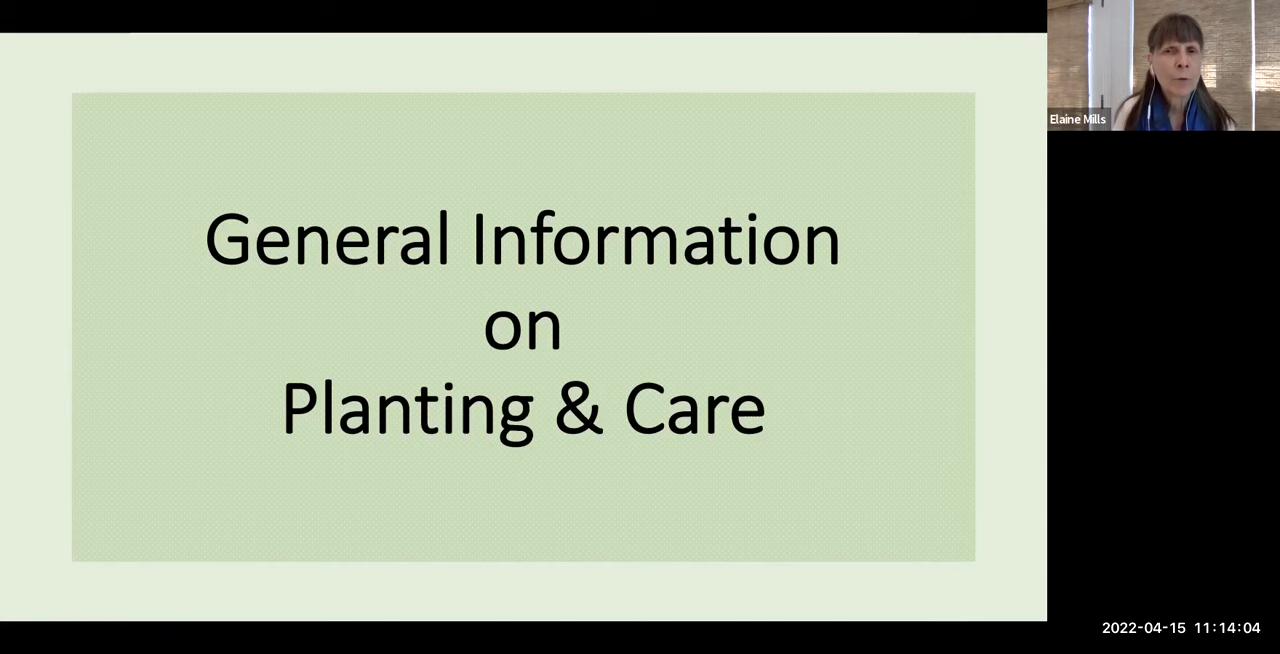 General Information
on
Planting & Care
Elaine Mills
2022-04-15 11:14:04